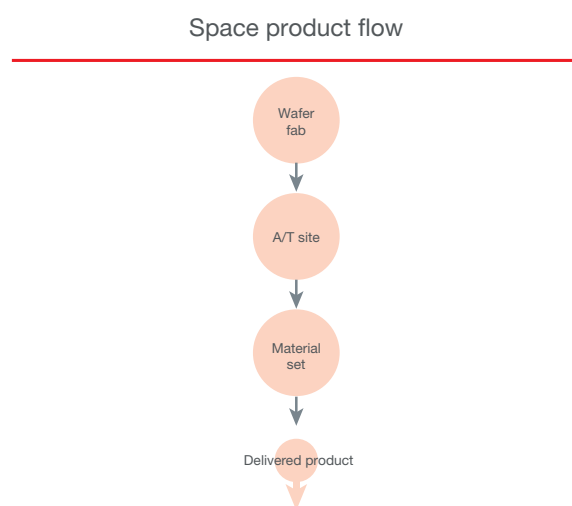 Space product flow
Wafer
fab
A/T site
Material
set
Delivered product